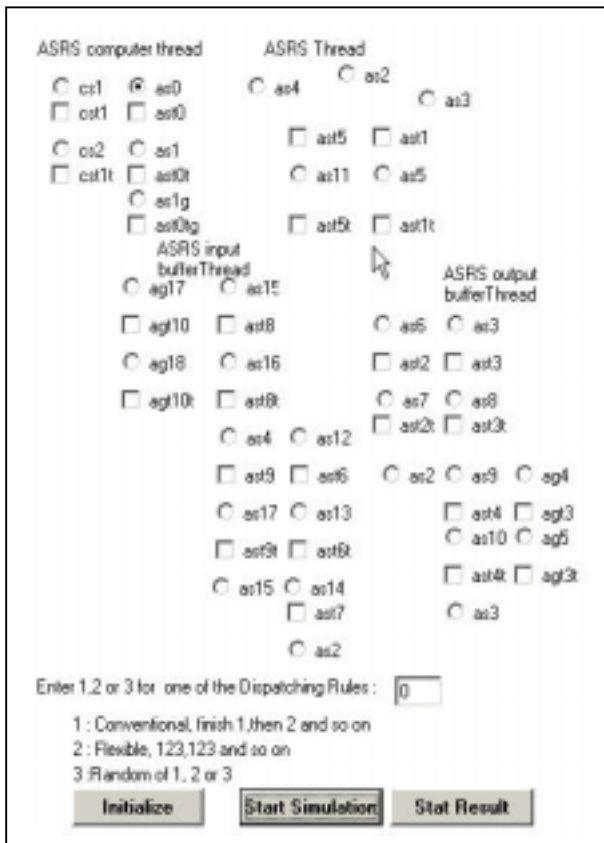 ASRS computer thread ASRS Thread
as2
cs1 as0 as4
as3
cst1 ast0
ast5 ast1
cs2 as1
cst1t ast0t as11 as5
as1g
ast0tg ast5t ast1t
ASRS input
bufferThread
ASRS output
bufferThread
ag17 as15
agt10 ast8 as6 as3
ag18 as16 ast2 ast3
agt10t ast8t as7 as8
ast2t ast3t
as4 as12
ast9 ast6 as2 as9 ag4
as17 as13 ast4 agt3
as10 ag5
ast9t ast6t
ast4t agt3t
as15 as14
ast7 as3
as2
Enter 1,2 or 3 for one of the Dispatching Rules : 0
1 : Conventional, finish 1,then 2 and so on
2 : Flexible, 123,123 and so on
3 :Random of 1, 2 or 3
Initialize Start Simulation Stat Result